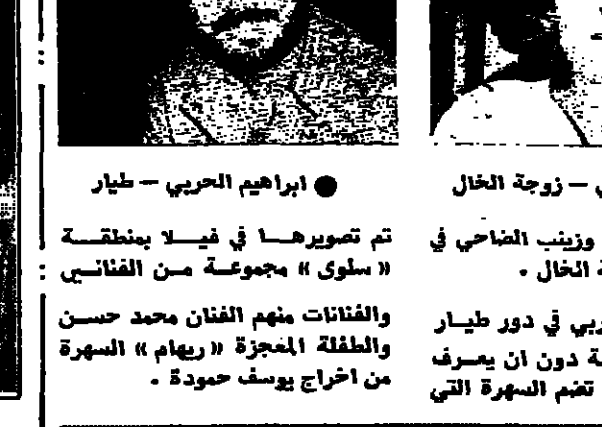 ي — زوجة الخال
وزينب الضاحي في
ة الخال .
ربي في دور طيار
ة دون ان يعرف
تضم السهرة التي
● ابراهيم الحربي — طيار
تم تصويرها في فيلا بمنطقة
« سلوى » مجموعة من الفنانين
والفنانات منهم الفنان محمد حسن
والطفلة المعجزة « ريهام » السهرة
من اخراج يوسف حمودة .